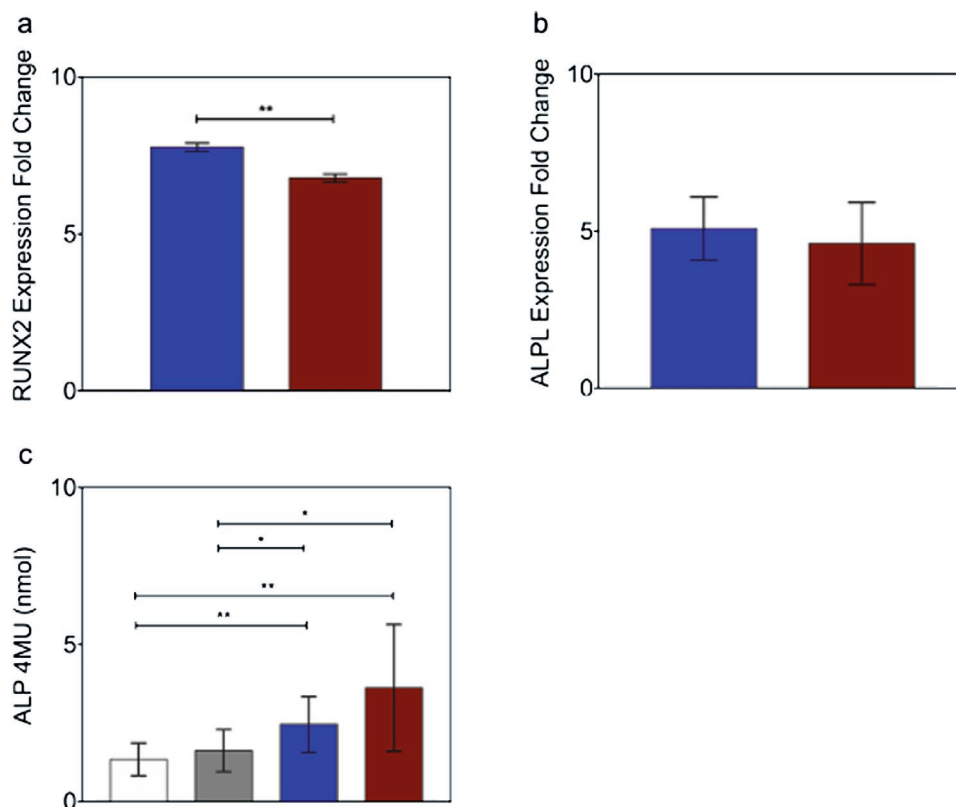 a
RUNX2 Expression Fold Change
10
5
0
**
b
ALPL Expression Fold Change
10
5
0
c
ALP 4MU (nmol)
10
5
0
*
*
**
**